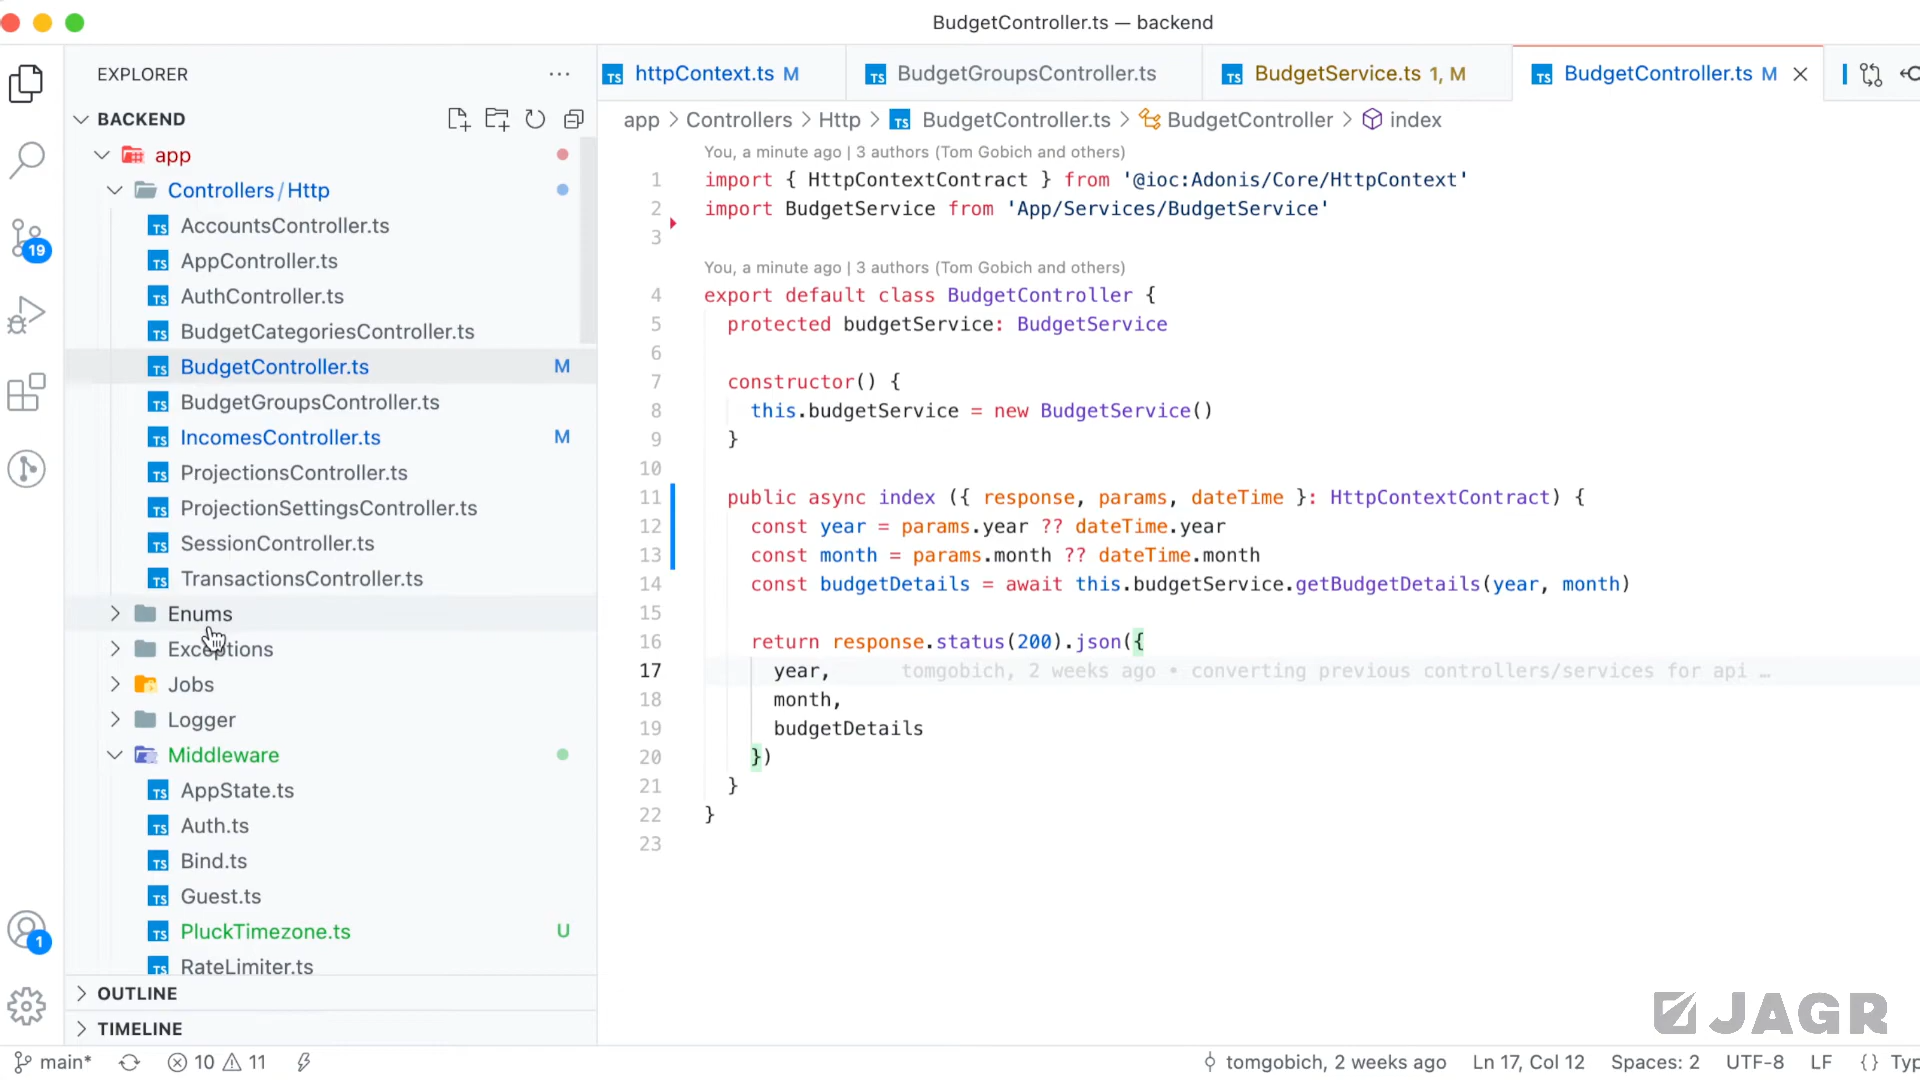 BudgetController.ts — backend
EXPLORER
BACKEND
app
Controllers / Http
AccountsController.ts
AppController.ts
AuthController.ts
BudgetCategoriesController.ts
BudgetController.ts M
BudgetGroupsController.ts
IncomesController.ts M
ProjectionsController.ts
ProjectionSettingsController.ts
SessionController.ts
TransactionsController.ts
Enums
Exceptions
Jobs
Logger
Middleware
AppState.ts
Auth.ts
Bind.ts
Guest.ts
PluckTimezone.ts U
RateLimiter.ts
OUTLINE
TIMELINE
19
1
httpContext.ts M
BudgetGroupsController.ts
BudgetService.ts 1, M
BudgetController.ts M
app > Controllers > Http > BudgetController.ts > BudgetController > index
You, a minute ago | 3 authors (Tom Gobich and others)
1 import { HttpContextContract } from '@ioc:Adonis/Core/HttpContext'
2 import BudgetService from 'App/Services/BudgetService'
3
You, a minute ago | 3 authors (Tom Gobich and others)
4 export default class BudgetController {
5 protected budgetService: BudgetService
6
7 constructor() {
8 this.budgetService = new BudgetService()
9 }
10
11 public async index ({ response, params, dateTime }: HttpContextContract) {
12 const year = params.year ?? dateTime.year
13 const month = params.month ?? dateTime.month
14 const budgetDetails = await this.budgetService.getBudgetDetails(year, month)
15
16 return response.status(200).json({
17 year, tomgobich, 2 weeks ago • converting previous controllers/services for api …
18 month,
19 budgetDetails
20 })
21 }
22 }
23
JAGR
main* 10 11
tomgobich, 2 weeks ago Ln 17, Col 12 Spaces: 2 UTF-8 LF {} Typ